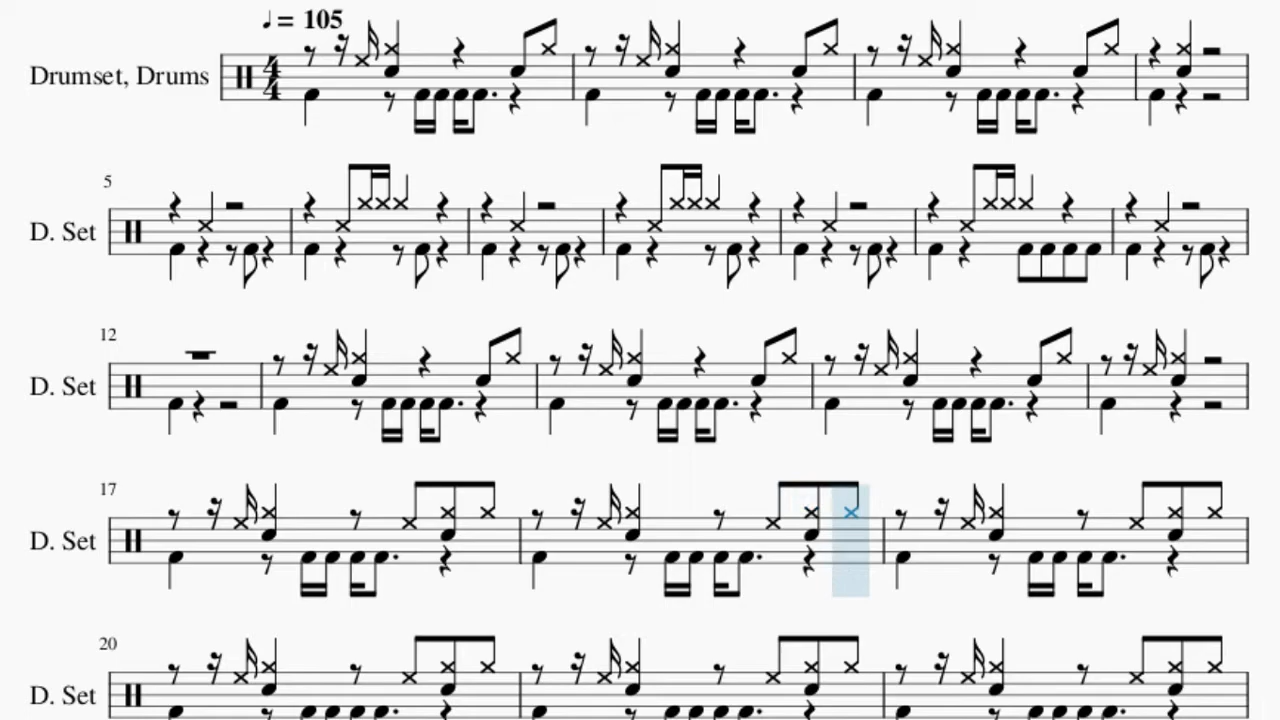 ♩ = 105
Drumset, Drums
4
4
5
D. Set
12
D. Set
17
D. Set
20
D. Set